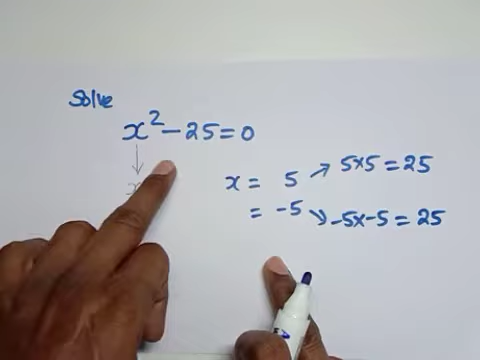 Solve
x² - 25 = 0
x = 5 → 5×5 = 25
= -5 → -5×-5 = 25